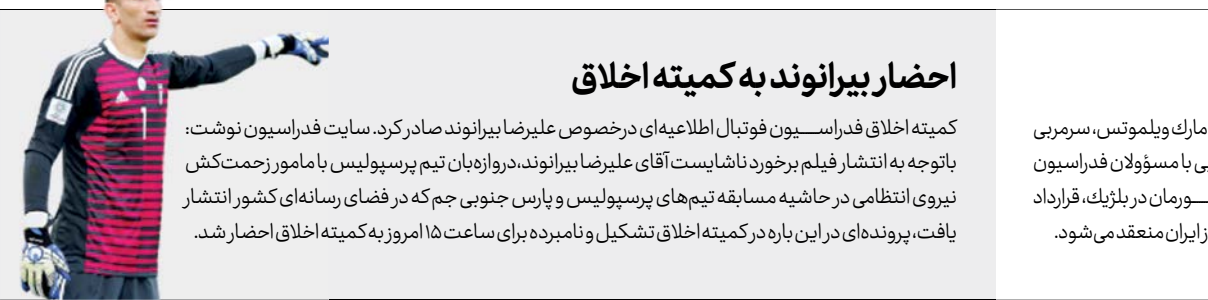 احضار بیرانوند به کمیته اخلاق
کمیته اخلاق فدراســیون فوتبال اطلاعیه‌ای درخصوص علیرضا بیرانوند صادر کرد. سایت فدراسیون نوشت:
باتوجه به انتشار فیلم برخورد ناشایست آقای علیرضا بیرانوند،دروازه‌بان تیم پرسپولیس با مامور زحمت‌کش
نیروی انتظامی در حاشیه مسابقه تیم‌های پرسپولیس و پارس جنوبی جم که در فضای رسانه‌ای کشور انتشار
یافت، پرونده‌ای در این باره در کمیته اخلاق تشکیل و نامبرده برای ساعت ۱۵ امروز به کمیته اخلاق احضار شد.
مارك ویلموتس، سرمربی
با مسؤولان فدراسیون
در بلژیك، قرارداد
ایران منعقد می‌شود.
1